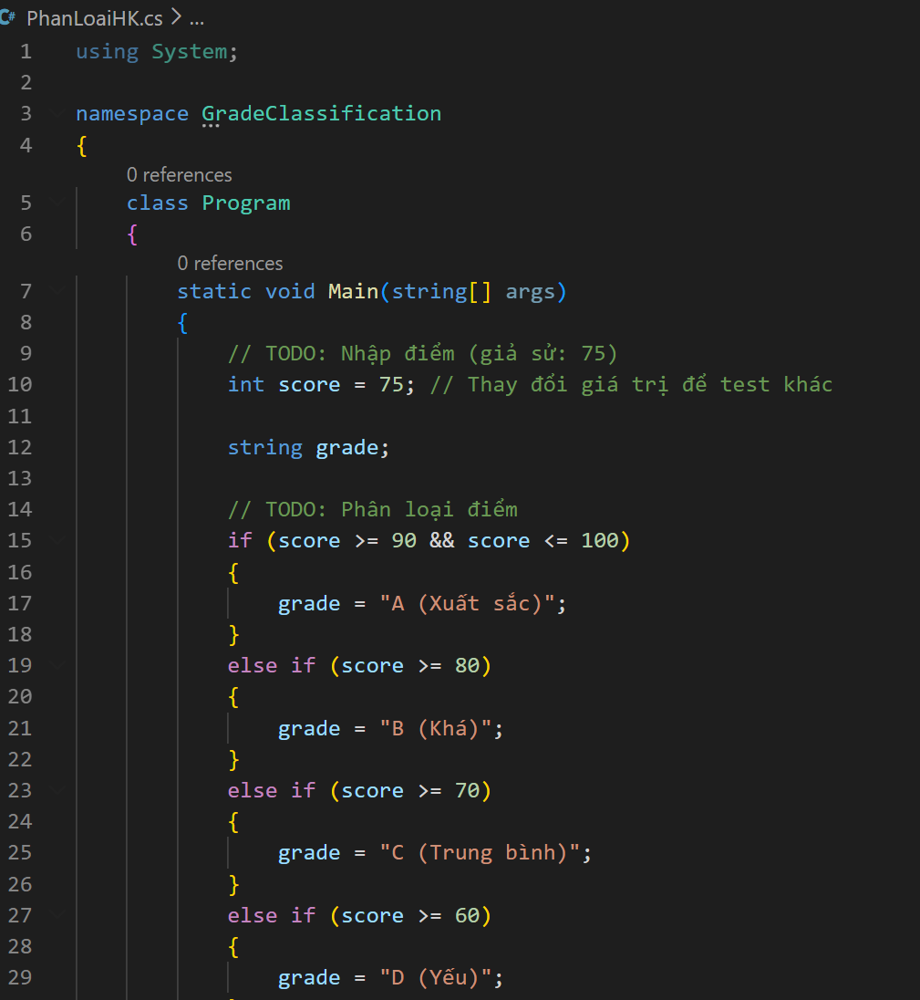 C# PhanLoaiHK.cs > ...
1 using System;
2
3 namespace GradeClassification
4 {
0 references
5 class Program
6 {
0 references
7 static void Main(string[] args)
8 {
9 // TODO: Nhập điểm (giả sử: 75)
10 int score = 75; // Thay đổi giá trị để test khác
11
12 string grade;
13
14 // TODO: Phân loại điểm
15 if (score >= 90 && score <= 100)
16 {
17 grade = "A (Xuất sắc)";
18 }
19 else if (score >= 80)
20 {
21 grade = "B (Khá)";
22 }
23 else if (score >= 70)
24 {
25 grade = "C (Trung bình)";
26 }
27 else if (score >= 60)
28 {
29 grade = "D (Yếu)";